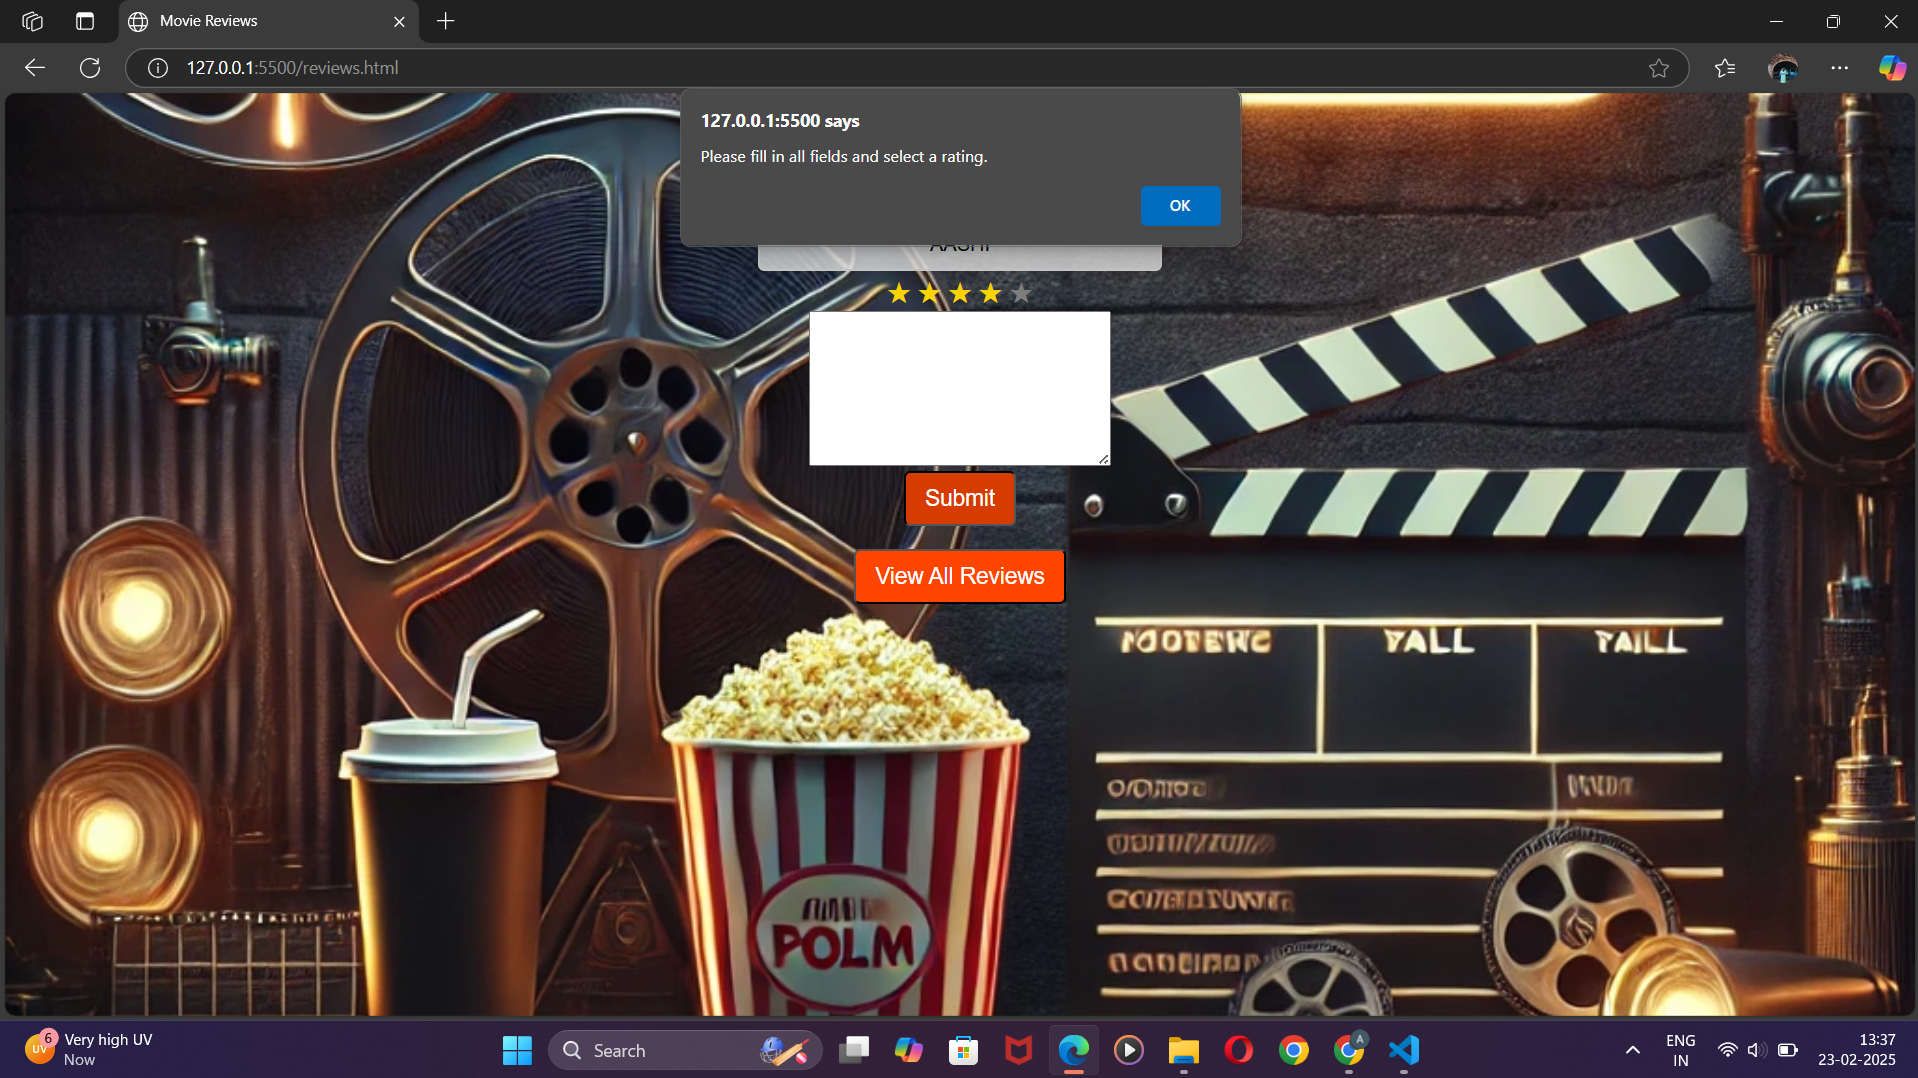 Movie Reviews
127.0.0.1:5500/reviews.html
127.0.0.1:5500 says
Please fill in all fields and select a rating.
OK
Submit
View All Reviews
YALL
TAILL
POLM
6
UV
Very high UV
Now
Search
A
ENG
IN
13:37
23-02-2025